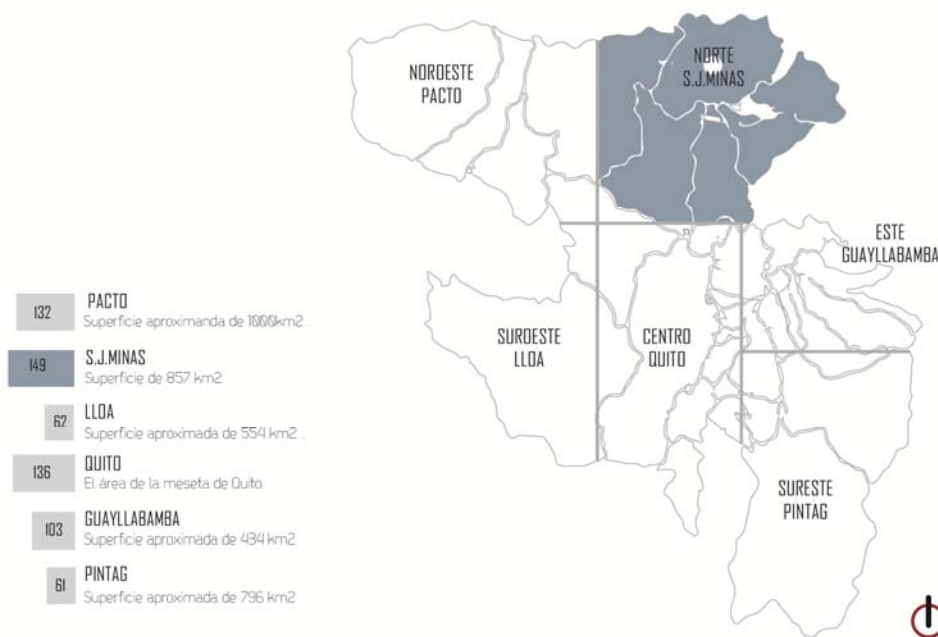 NOROESTE
PACTO
NORTE
S.J.MINAS
ESTE
GUAYLLABAMBA
SUROESTE
LLOA
CENTRO
QUITO
SURESTE
PINTAG
132
PACTO
Superficie aproximanda de 1000km2.
149
S.J.MINAS
Superficie de 857 km2
62
LLOA
Superficie aproximada de 554 km2 .
136
QUITO
El área de la meseta de Quito.
103
GUAYLLABAMBA
Superficie aproximada de 434 km2
61
PINTAG
Superficie aproximada de 796 km2